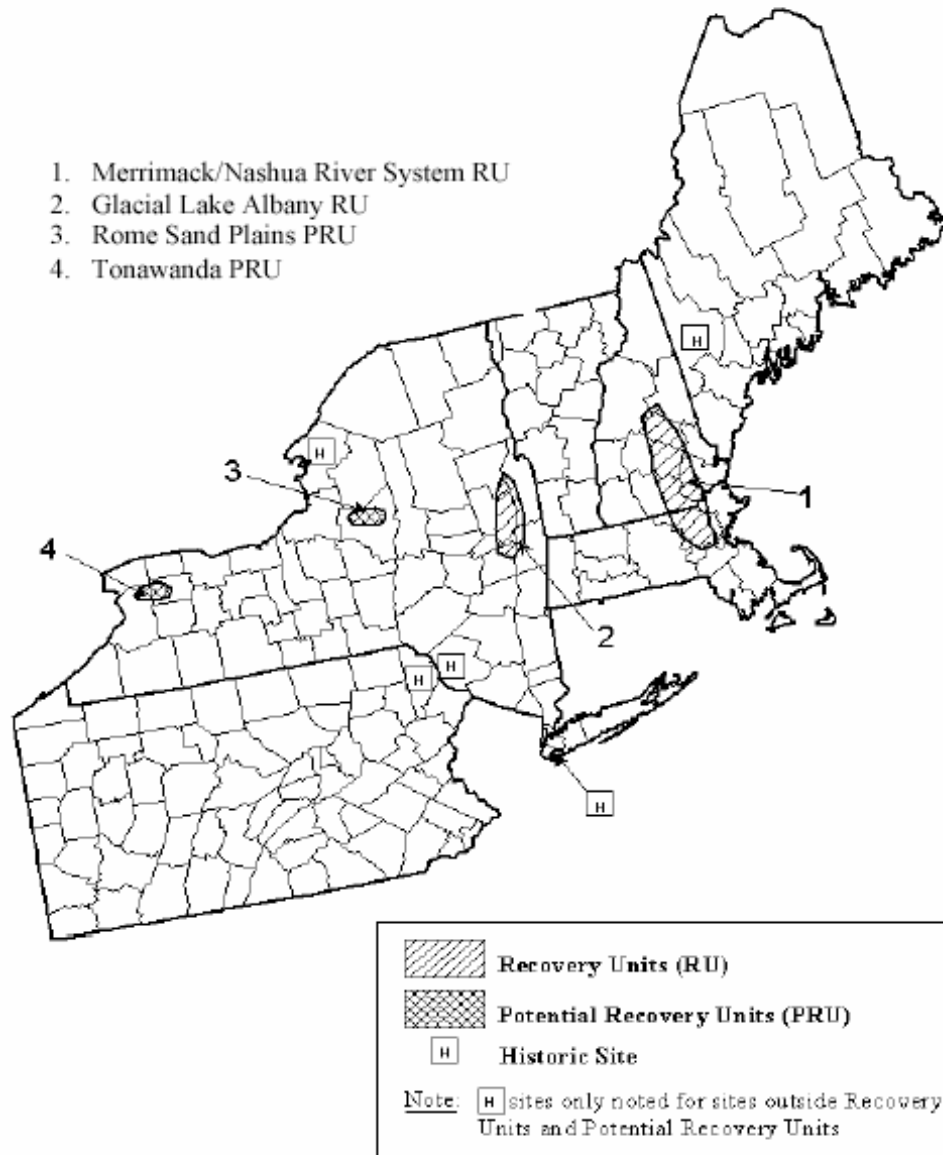 1. Merrimack/Nashua River System RU
2. Glacial Lake Albany RU
3. Rome Sand Plains PRU
4. Tonawanda PRU
H
H
3
1
4
2
H
H
H
Recovery Units (RU)
Potential Recovery Units (PRU)
H Historic Site
Note: H sites only noted for sites outside Recovery
Units and Potential Recovery Units